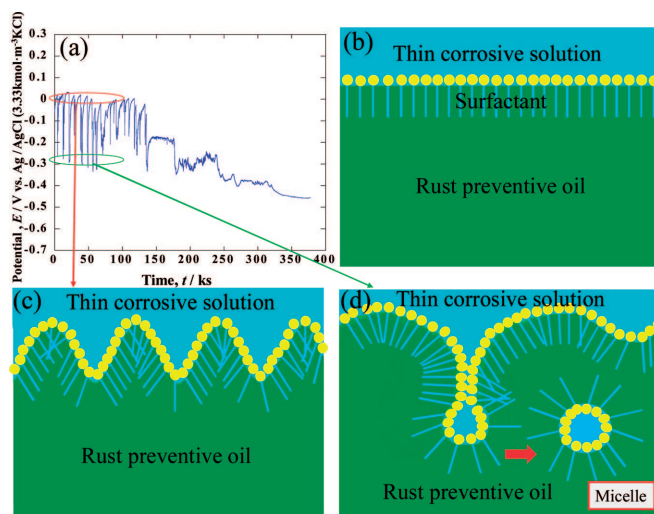 (a)
Potential , E / V vs. Ag / AgCl (3.33kmol·m-3KCl)
0.3
0.2
0.1
0
-0.1
-0.2
-0.3
-0.4
-0.5
-0.6
-0.7
0 50 100 150 200 250 300 350 400
Time, t / ks
(b)
Thin corrosive solution
Surfactant
Rust preventive oil
(c)
Thin corrosive solution
Rust preventive oil
(d)
Thin corrosive solution
Rust preventive oil
Micelle